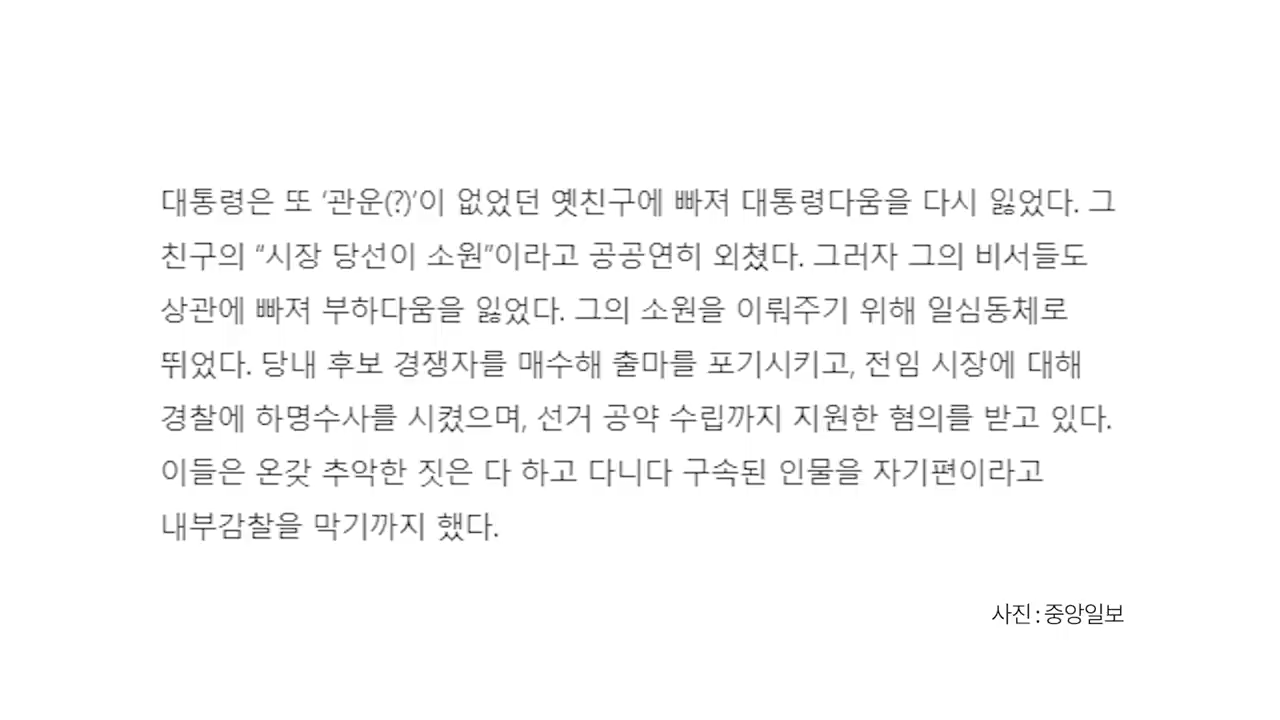 대통령은 또 ‘관운(?)’이 없었던 옛친구에 빠져 대통령다움을 다시 잃었다. 그
친구의 “시장 당선이 소원”이라고 공공연히 외쳤다. 그러자 그의 비서들도
상관에 빠져 부하다움을 잃었다. 그의 소원을 이뤄주기 위해 일심동체로
뛰었다. 당내 후보 경쟁자를 매수해 출마를 포기시키고, 전임 시장에 대해
경찰에 하명수사를 시켰으며, 선거 공약 수립까지 지원한 혐의를 받고 있다.
이들은 온갖 추악한 짓은 다 하고 다니다 구속된 인물을 자기편이라고
내부감찰을 막기까지 했다.
사진 : 중앙일보